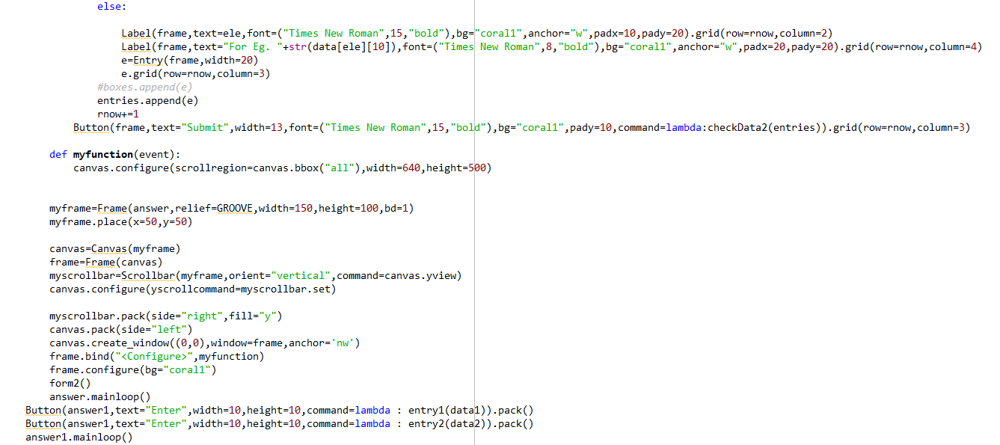 else:
Label(frame,text=ele,font=("Times New Roman",15,"bold"),bg="coral1",anchor="w",padx=10,pady=20).grid(row=rnow,column=2)
Label(frame,text="For Eg. "+str(data[ele][10]),font=("Times New Roman",8,"bold"),bg="coral1",anchor="w",padx=20,pady=20).grid(row=rnow,column=4)
e=Entry(frame,width=20)
e.grid(row=rnow,column=3)
#boxes.append(e)
entries.append(e)
rnow+=1
Button(frame,text="Submit",width=13,font=("Times New Roman",15,"bold"),bg="coral1",pady=10,command=lambda:checkData2(entries)).grid(row=rnow,column=3)
def myfunction(event):
canvas.configure(scrollregion=canvas.bbox("all"),width=640,height=500)
myframe=Frame(answer,relief=GROOVE,width=150,height=100,bd=1)
myframe.place(x=50,y=50)
canvas=Canvas(myframe)
frame=Frame(canvas)
myscrollbar=Scrollbar(myframe,orient="vertical",command=canvas.yview)
canvas.configure(yscrollcommand=myscrollbar.set)
myscrollbar.pack(side="right",fill="y")
canvas.pack(side="left")
canvas.create_window((0,0),window=frame,anchor='nw')
frame.bind("<Configure>",myfunction)
frame.configure(bg="coral1")
form2()
answer.mainloop()
Button(answer1,text="Enter",width=10,height=10,command=lambda : entry1(data1)).pack()
Button(answer1,text="Enter",width=10,height=10,command=lambda : entry2(data2)).pack()
answer1.mainloop()